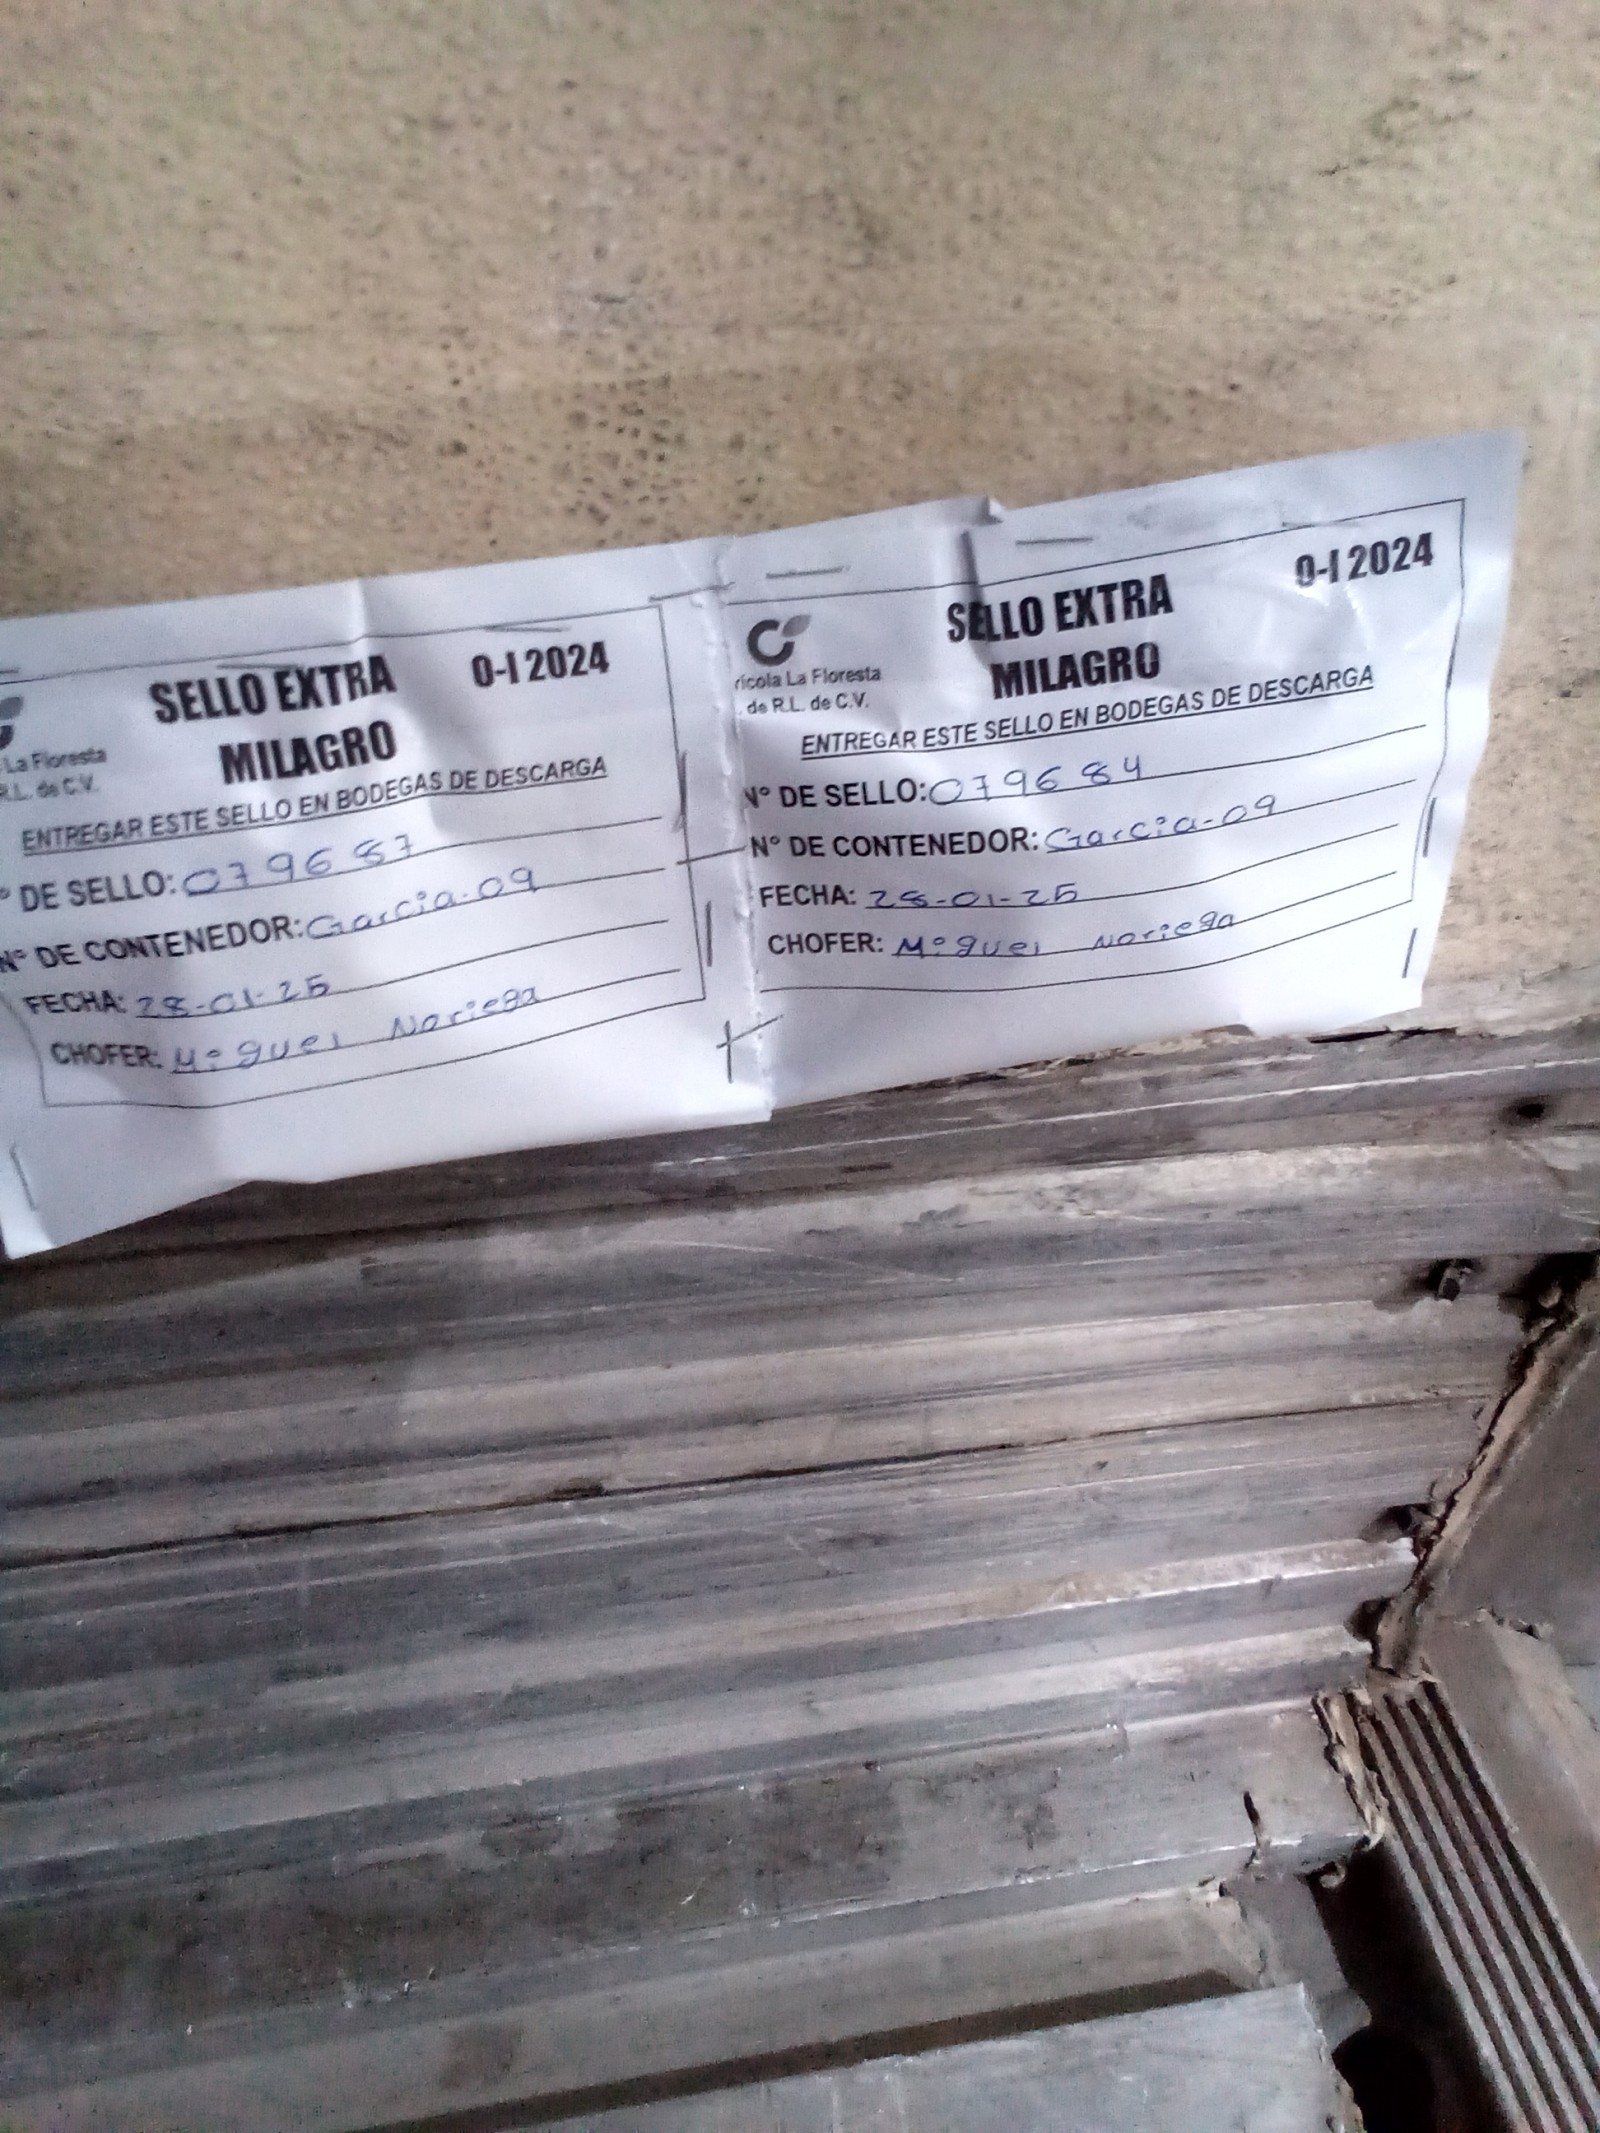 SELLO EXTRA 0-I 2024
MILAGRO
La Floresta
R.L. de C.V.
ENTREGAR ESTE SELLO EN BODEGAS DE DESCARGA
° DE SELLO: 079687
N° DE CONTENEDOR: Garcia-09
FECHA: 28-01-25
CHOFER: Miguel Noriega
SELLO EXTRA 0-I 2024
MILAGRO
rícola La Floresta
de R.L. de C.V.
ENTREGAR ESTE SELLO EN BODEGAS DE DESCARGA
N° DE SELLO: 079684
N° DE CONTENEDOR: Garcia-09
FECHA: 28-01-25
CHOFER: Miguel Noriega